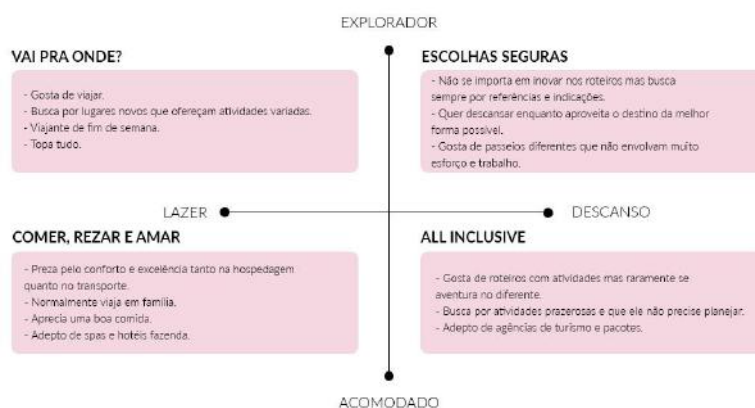 EXPLORADOR
VAI PRA ONDE?
- Gosta de viajar.
- Busca por lugares novos que ofereçam atividades variadas.
- Viajante de fim de semana.
- Topa tudo.
ESCOLHAS SEGURAS
- Não se importa em inovar nos roteiros mas busca
sempre por referências e indicações.
- Quer descansar enquanto aproveita o destino da melhor
forma possível.
- Gosta de passeios diferentes que não envolvam muito
esforço e trabalho.
LAZER
DESCANSO
COMER, REZAR E AMAR
- Preza pelo conforto e excelência tanto na hospedagem
quanto no transporte.
- Normalmente viaja em família.
- Aprecia uma boa comida.
- Adepto de spas e hotéis fazenda.
ALL INCLUSIVE
- Gosta de roteiros com atividades mas raramente se
aventura no diferente.
- Busca por atividades prazerosas e que ele não precise planejar.
- Adepto de agências de turismo e pacotes.
ACOMODADO